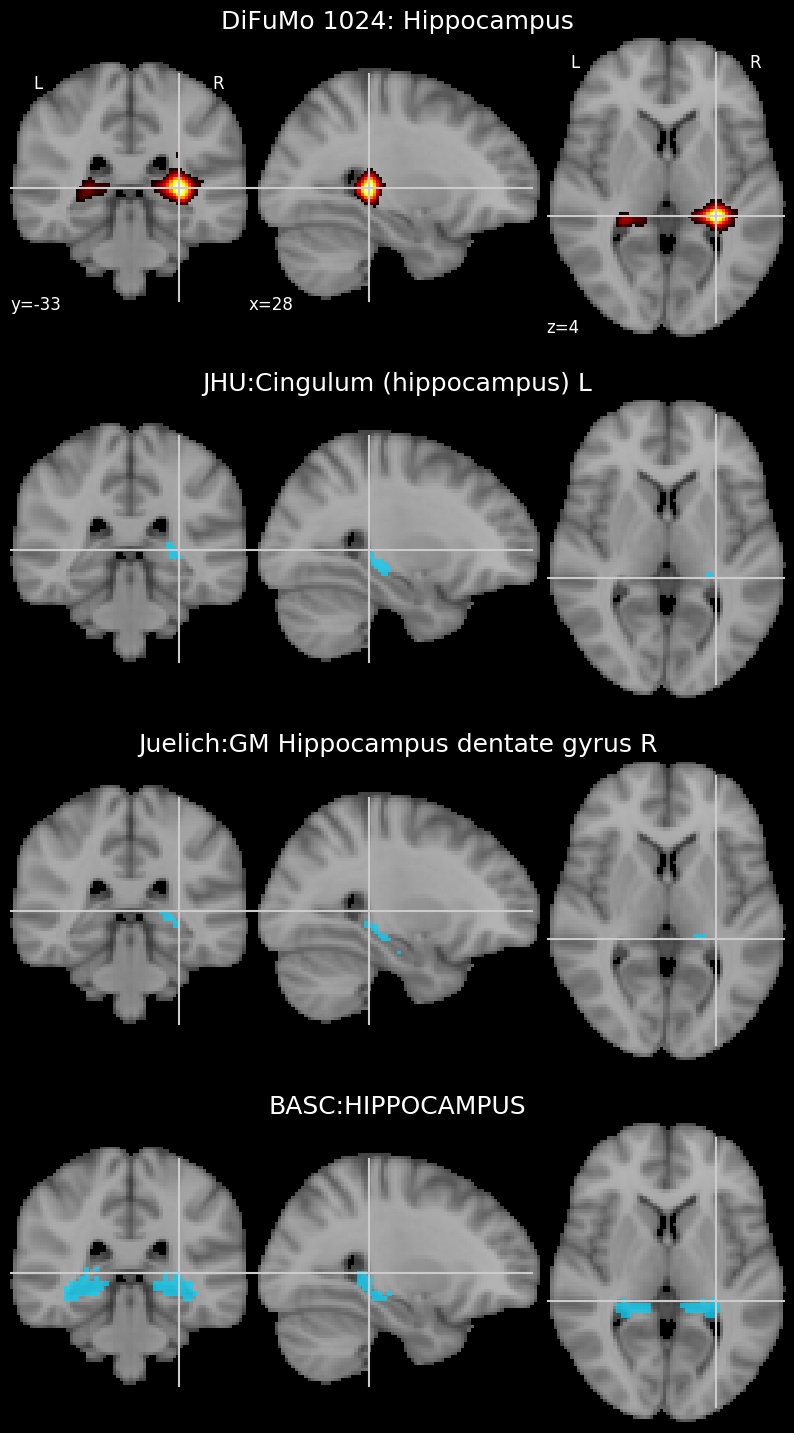 DiFuMo 1024: Hippocampus
L R L R
y=-33 x=28 z=4
JHU:Cingulum (hippocampus) L
Juelich:GM Hippocampus dentate gyrus R
BASC:HIPPOCAMPUS